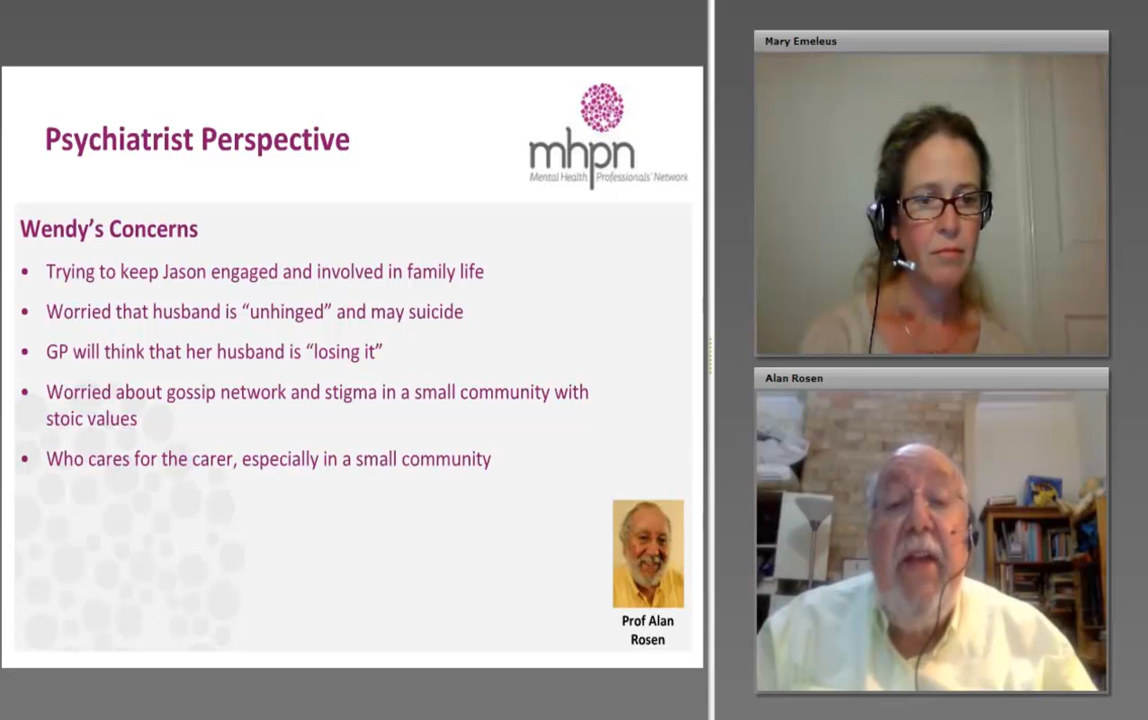 Psychiatrist Perspective
mhpn
Mental Health Professionals' Network
Wendy's Concerns
• Trying to keep Jason engaged and involved in family life
• Worried that husband is “unhinged” and may suicide
• GP will think that her husband is “losing it”
• Worried about gossip network and stigma in a small community with
stoic values
• Who cares for the carer, especially in a small community
Prof Alan
Rosen
Mary Emeleus
Alan Rosen